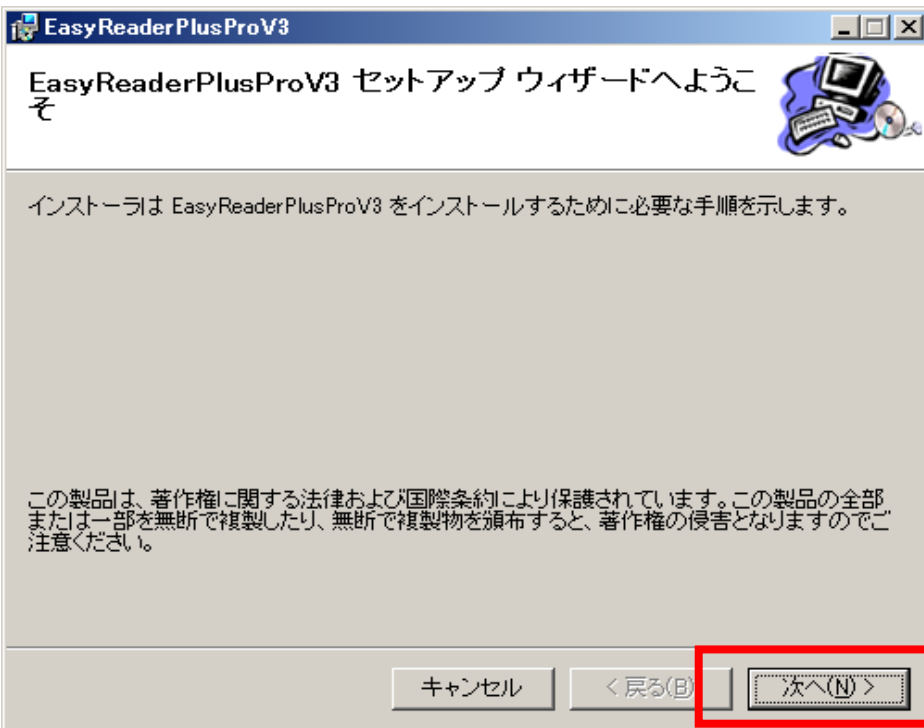 EasyReaderPlusProV3
EasyReaderPlusProV3 セットアップ ウィザードへようこ
そ
インストーラは EasyReaderPlusProV3 をインストールするために必要な手順を示します。
この製品は、著作権に関する法律および国際条約により保護されています。この製品の全部
または一部を無断で複製したり、無断で複製物を頒布すると、著作権の侵害となりますのでご
注意ください。
キャンセル
< 戻る(B)
次へ(N) >